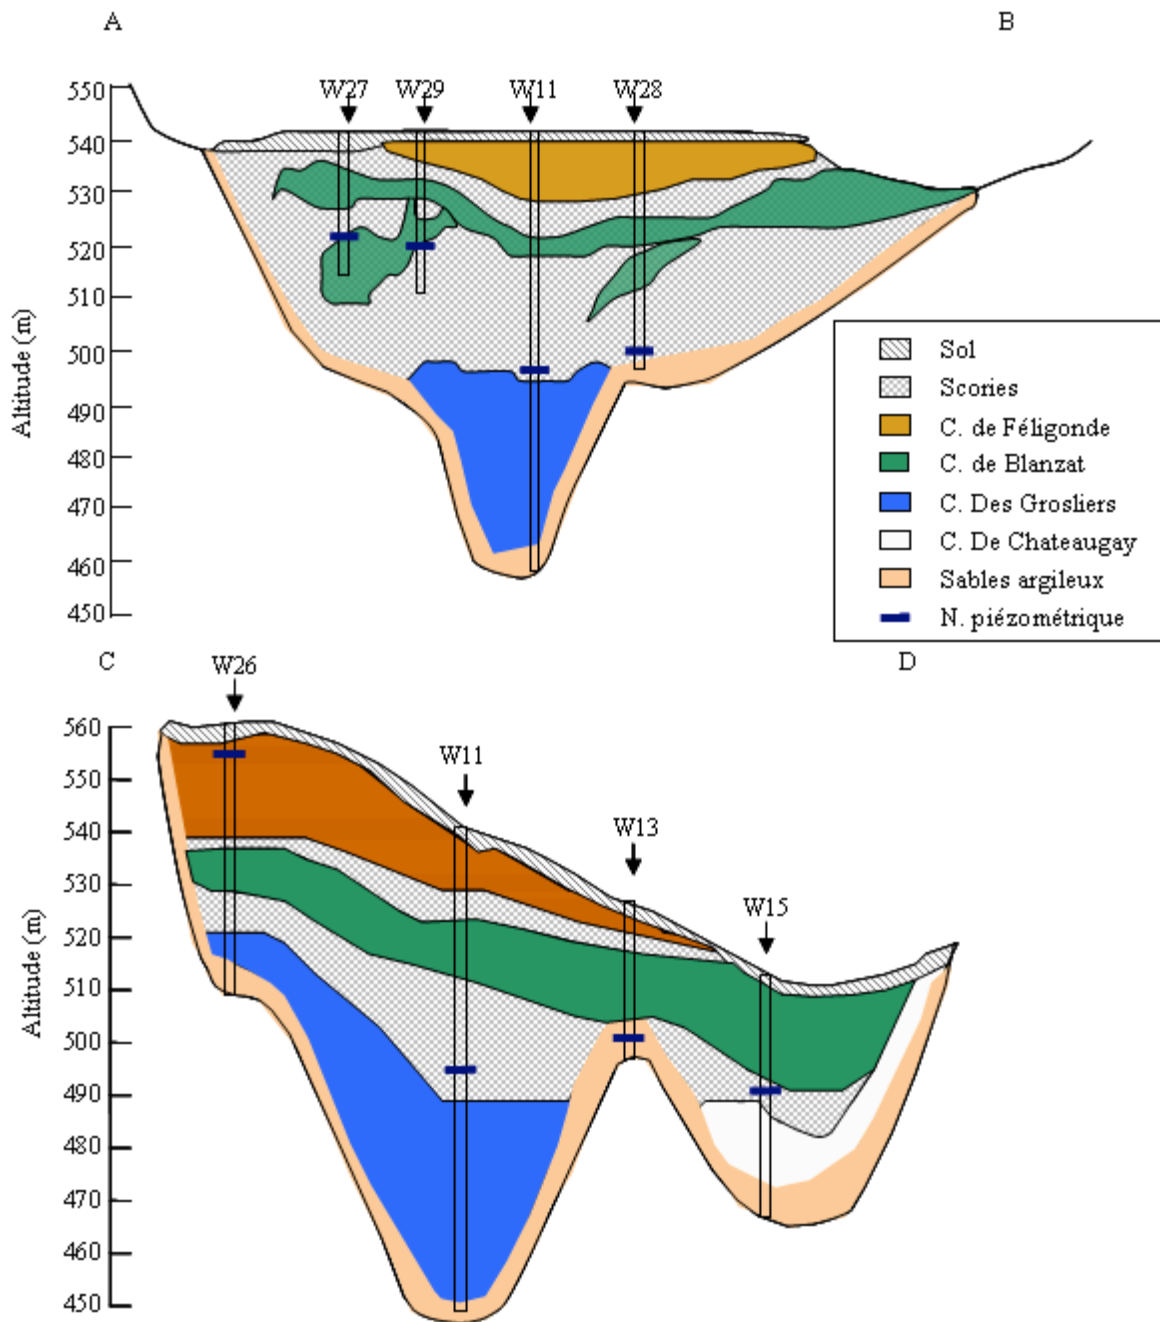 A B
W27 W29 W11 W28
550
540
530
520
510
500
490
480
470
460
450
Altitude (m)
Sol
Scories
C. de Féligonde
C. de Blanzat
C. Des Grosliers
C. De Chateaugay
Sables argileux
N. piézométrique
C D
W26
W11
W13
W15
560
550
540
530
520
510
500
490
480
470
460
450
Altitude (m)